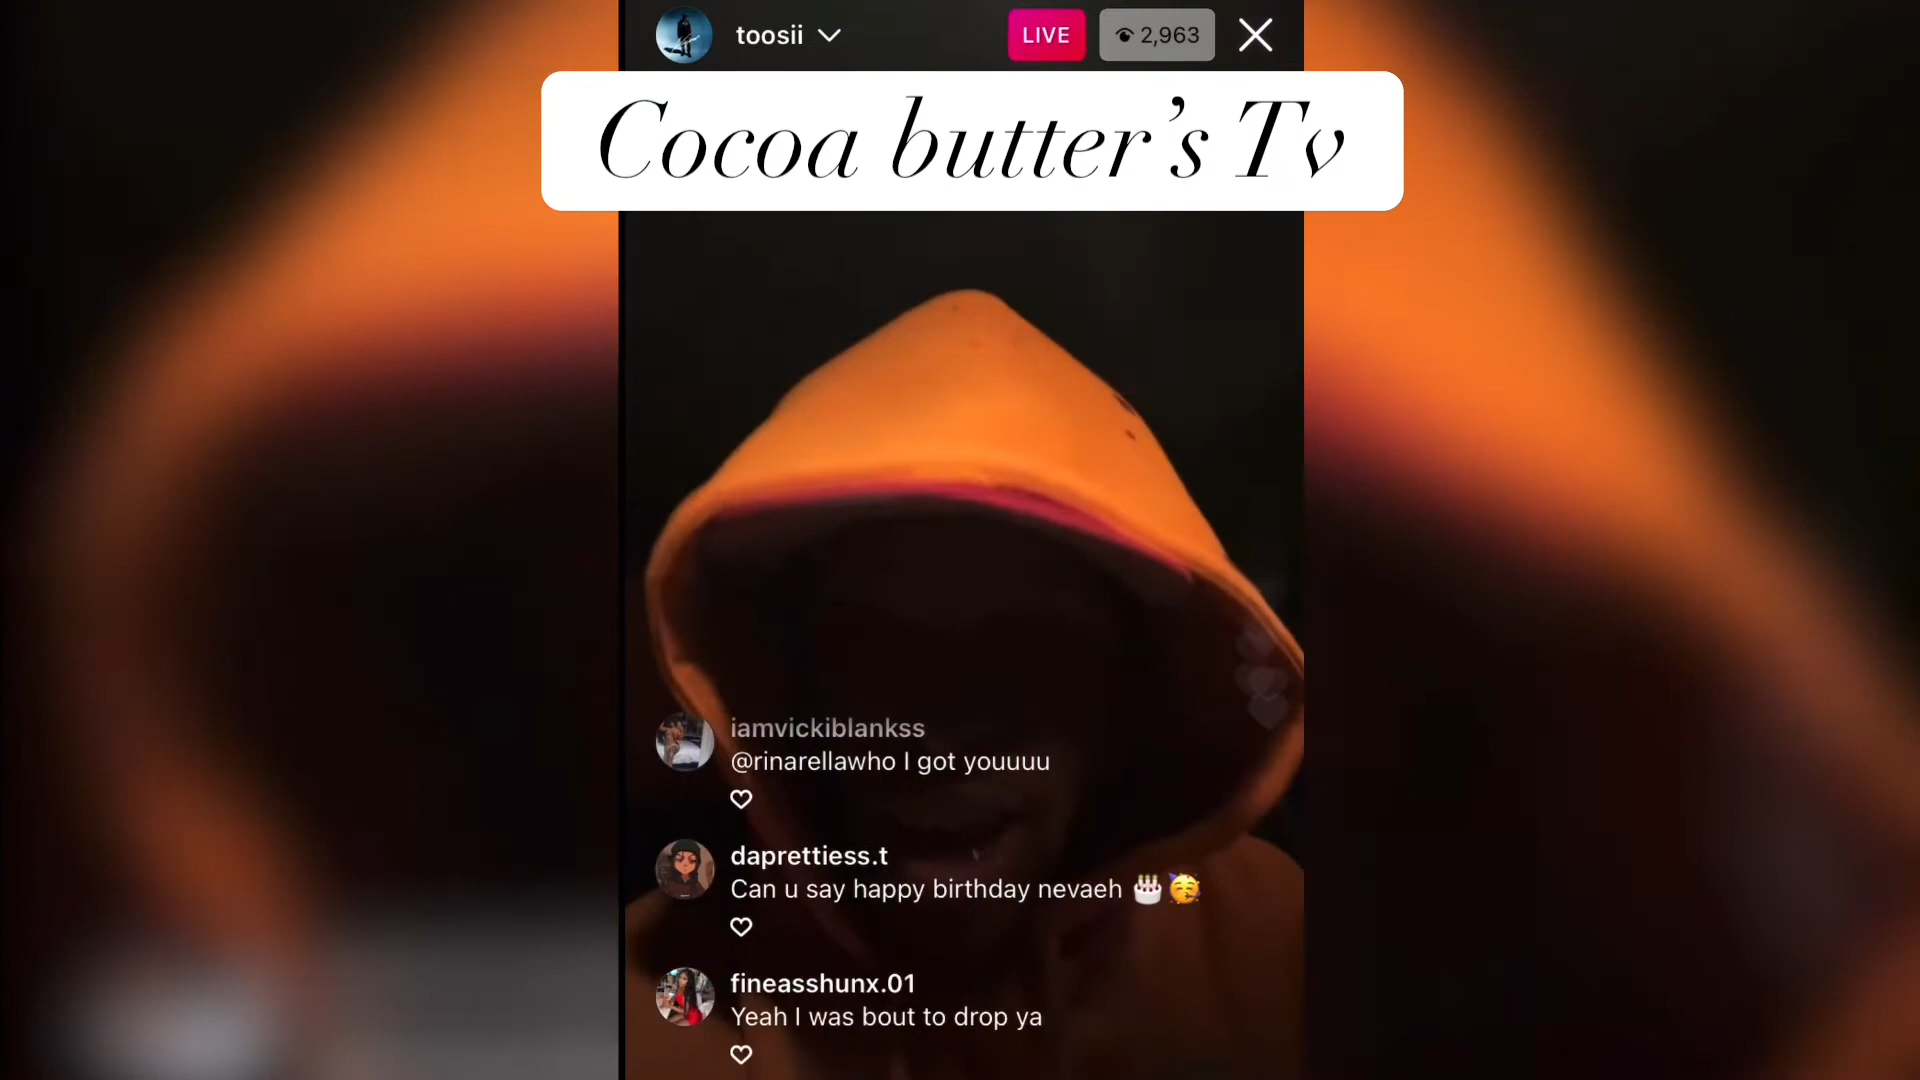 toosii
LIVE
2,963
Cocoa butter’s Tv
iamvickiblankss
@rinarellawho I got youuuu
daprettiess.t
Can u say happy birthday nevaeh 🎂🥳
fineasshunx.01
Yeah I was bout to drop ya